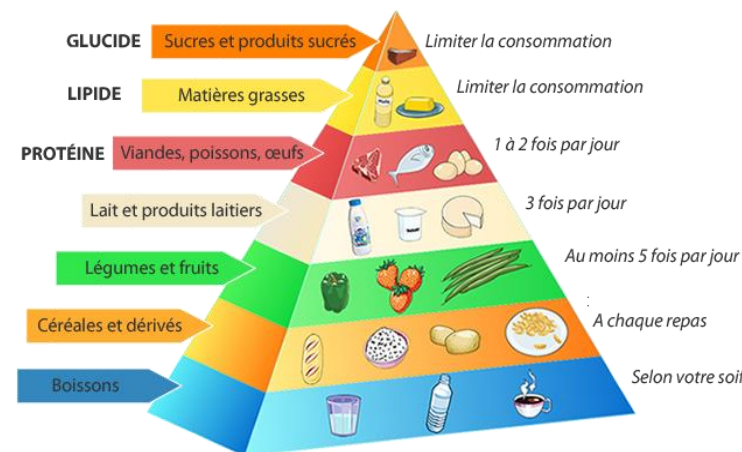 GLUCIDE Sucres et produits sucrés Limiter la consommation
LIPIDE Matières grasses Limiter la consommation
PROTÉINE Viandes, poissons, œufs 1 à 2 fois par jour
Lait et produits laitiers 3 fois par jour
Légumes et fruits Au moins 5 fois par jour
:
Céréales et dérivés A chaque repas
Boissons Selon votre soif